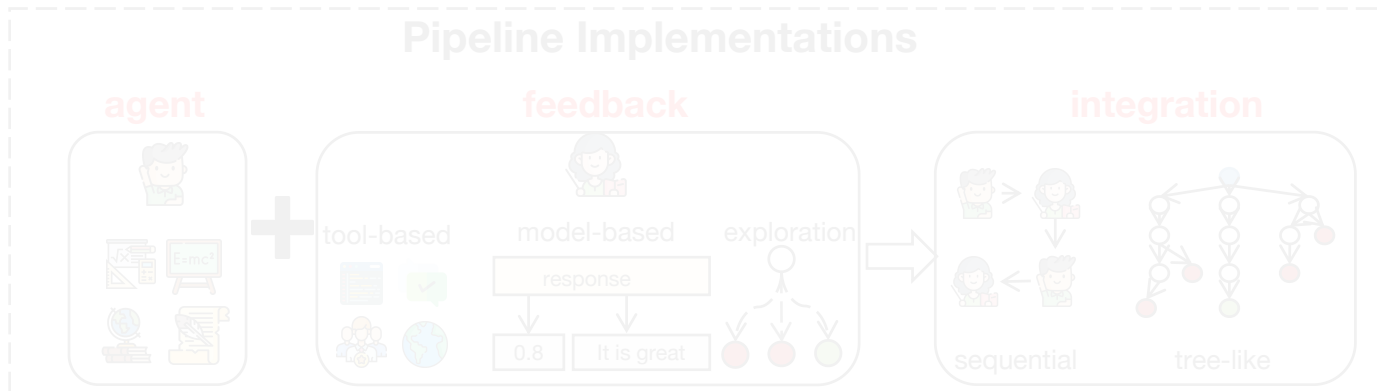 Pipeline Implementations
agent
feedback
integration
tool-based
model-based
exploration
√x
E=mc²
response
0.8
It is great
sequential
tree-like